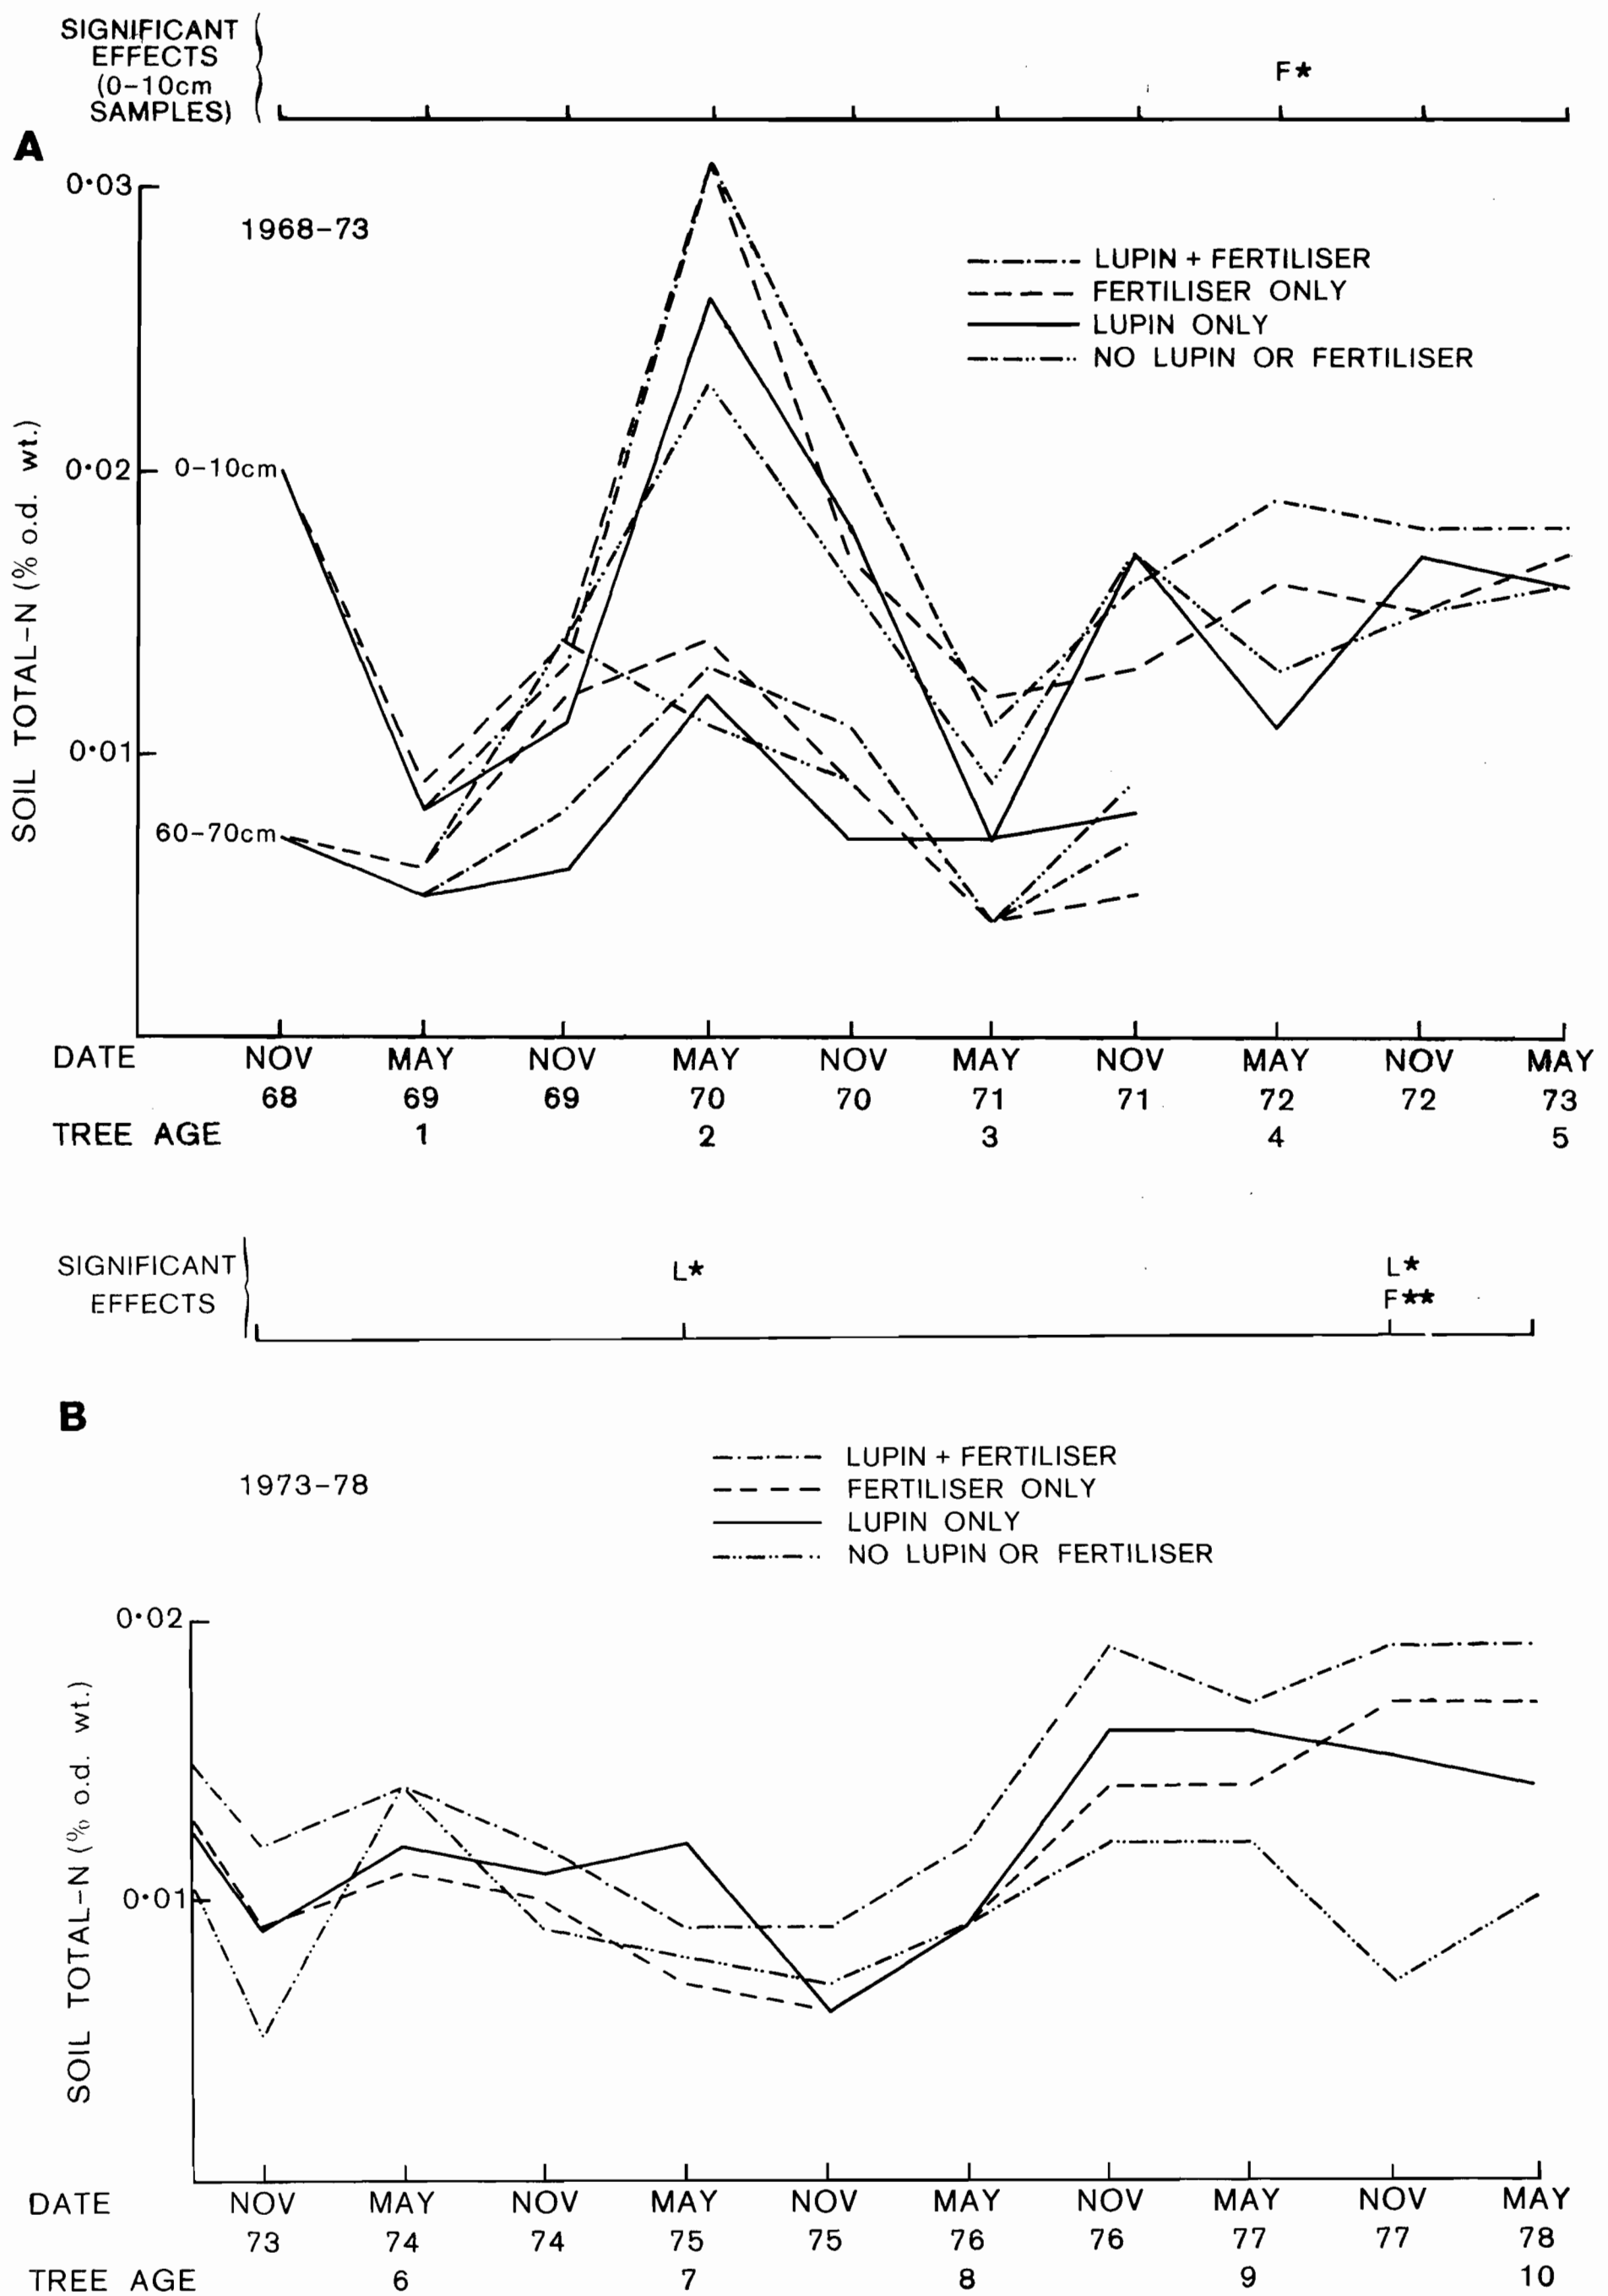 SIGNIFICANT
EFFECTS
(0-10cm
SAMPLES)
F★
A
0·03
1968-73
LUPIN + FERTILISER
FERTILISER ONLY
LUPIN ONLY
NO LUPIN OR FERTILISER
SOIL TOTAL-N (% o.d. wt.)
0·02
0-10cm
0·01
60-70cm
DATE NOV MAY NOV MAY NOV MAY NOV MAY NOV MAY
68 69 69 70 70 71 71 72 72 73
TREE AGE 1 2 3 4 5
SIGNIFICANT
EFFECTS
L★
L★
F★★
B
1973-78
LUPIN + FERTILISER
FERTILISER ONLY
LUPIN ONLY
NO LUPIN OR FERTILISER
0·02
SOIL TOTAL-N (% o.d. wt.)
0·01
DATE NOV MAY NOV MAY NOV MAY NOV MAY NOV MAY
73 74 74 75 75 76 76 77 77 78
TREE AGE 6 7 8 9 10